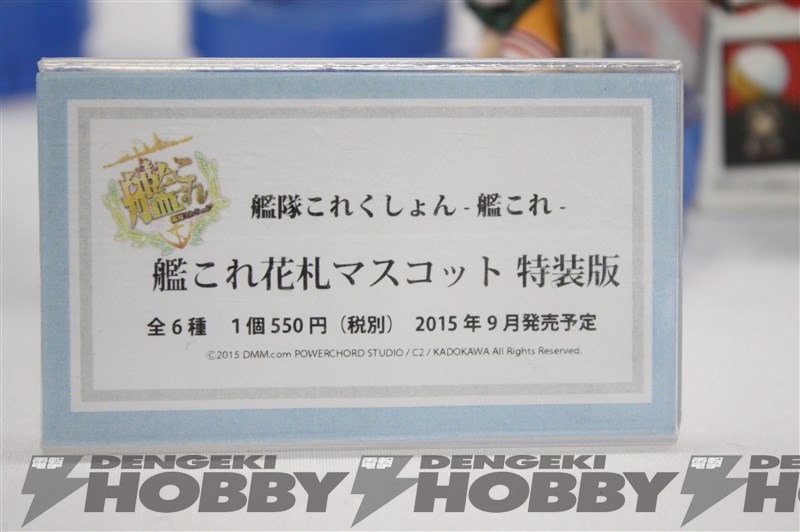 艦これ
艦隊これくしょん - 艦これ -
艦これ花札マスコット 特装版
全6種 1個550円（税別） 2015年9月発売予定
©2015 DMM.com POWERCHORD STUDIO / C2 / KADOKAWA All Rights Reserved.
電撃 DENGEKI HOBBY 電撃 DENGEKI HOBBY 電撃 DENGEKI HOBBY